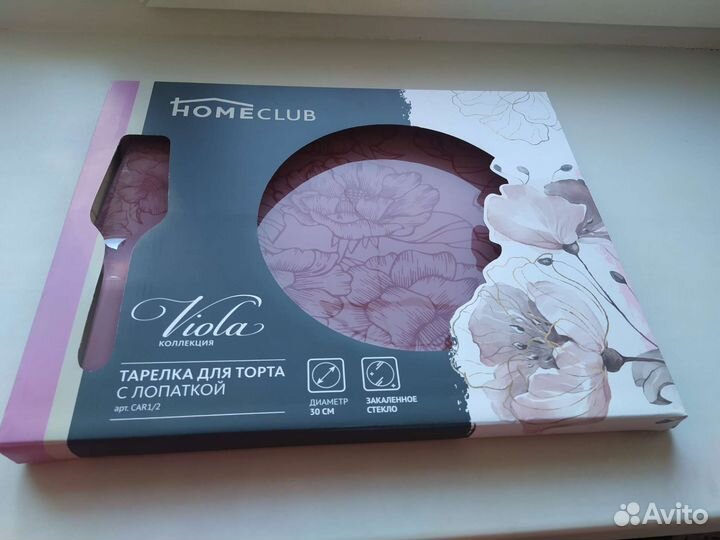 HOMECLUB
Viola
КОЛЛЕКЦИЯ
ТАРЕЛКА ДЛЯ ТОРТА
С ЛОПАТКОЙ
арт. CAR1/2
ДИАМЕТР
30 СМ
ЗАКАЛЕННОЕ
СТЕКЛО
Avito